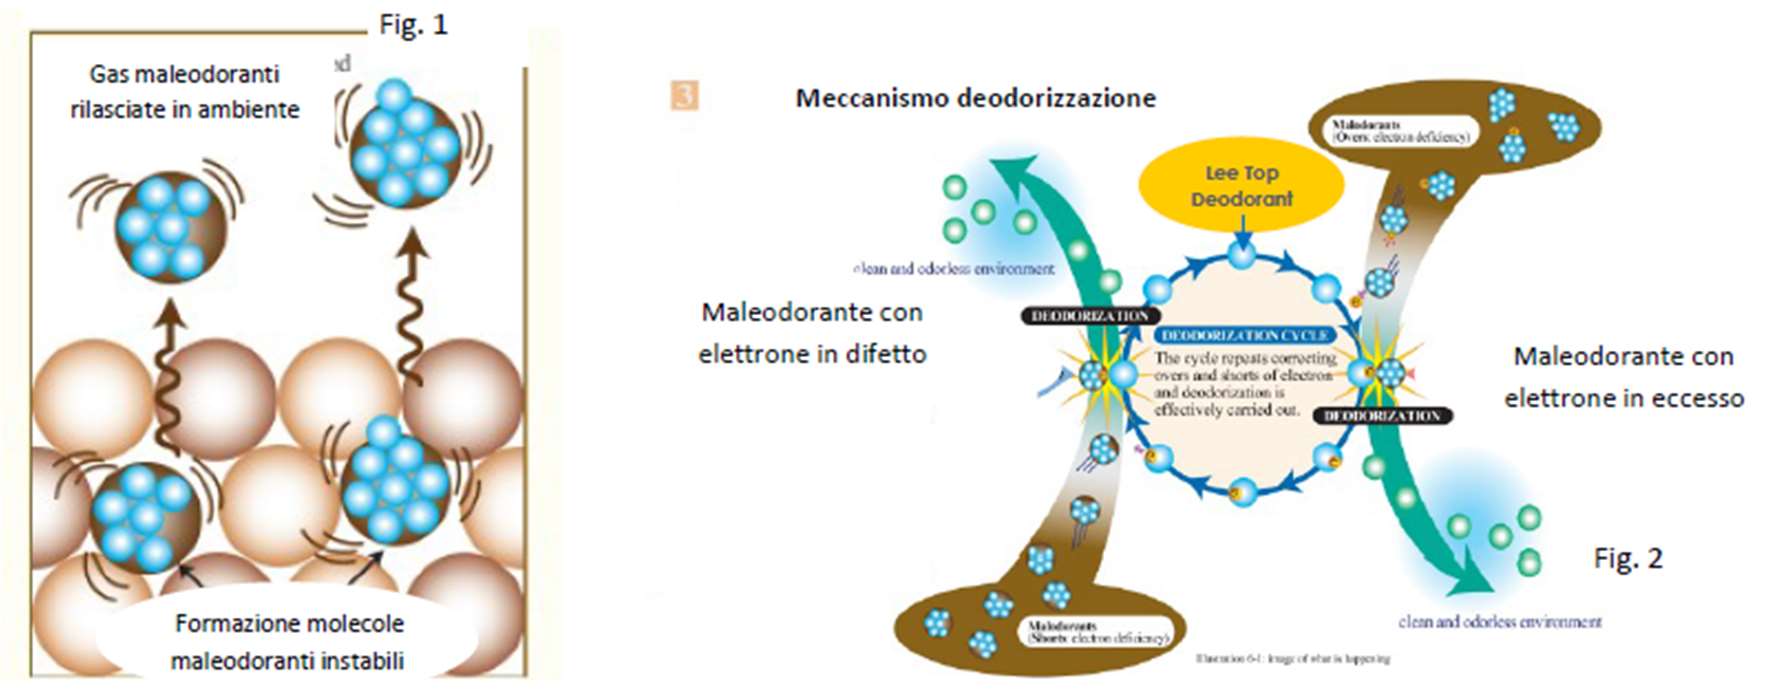 Fig. 1
Gas maleodoranti
rilasciate in ambiente
ed
Formazione molecole
maleodoranti instabili
3
Meccanismo deodorizzazione
Lee Top
Deodorant
Malodorants
(Overs: electron deficiency)
clean and odorless environment
Maleodorante con
elettrone in difetto
DEODORIZATION
DEODORIZATION CYCLE
The cycle repeats correcting
overs and shorts of electron
and deodorization is
effectively carried out.
DEODORIZATION
Maleodorante con
elettrone in eccesso
Malodorants
(Shorts: electron deficiency)
Fig. 2
clean and odorless environment
Illustration 6-1: image of what is happening